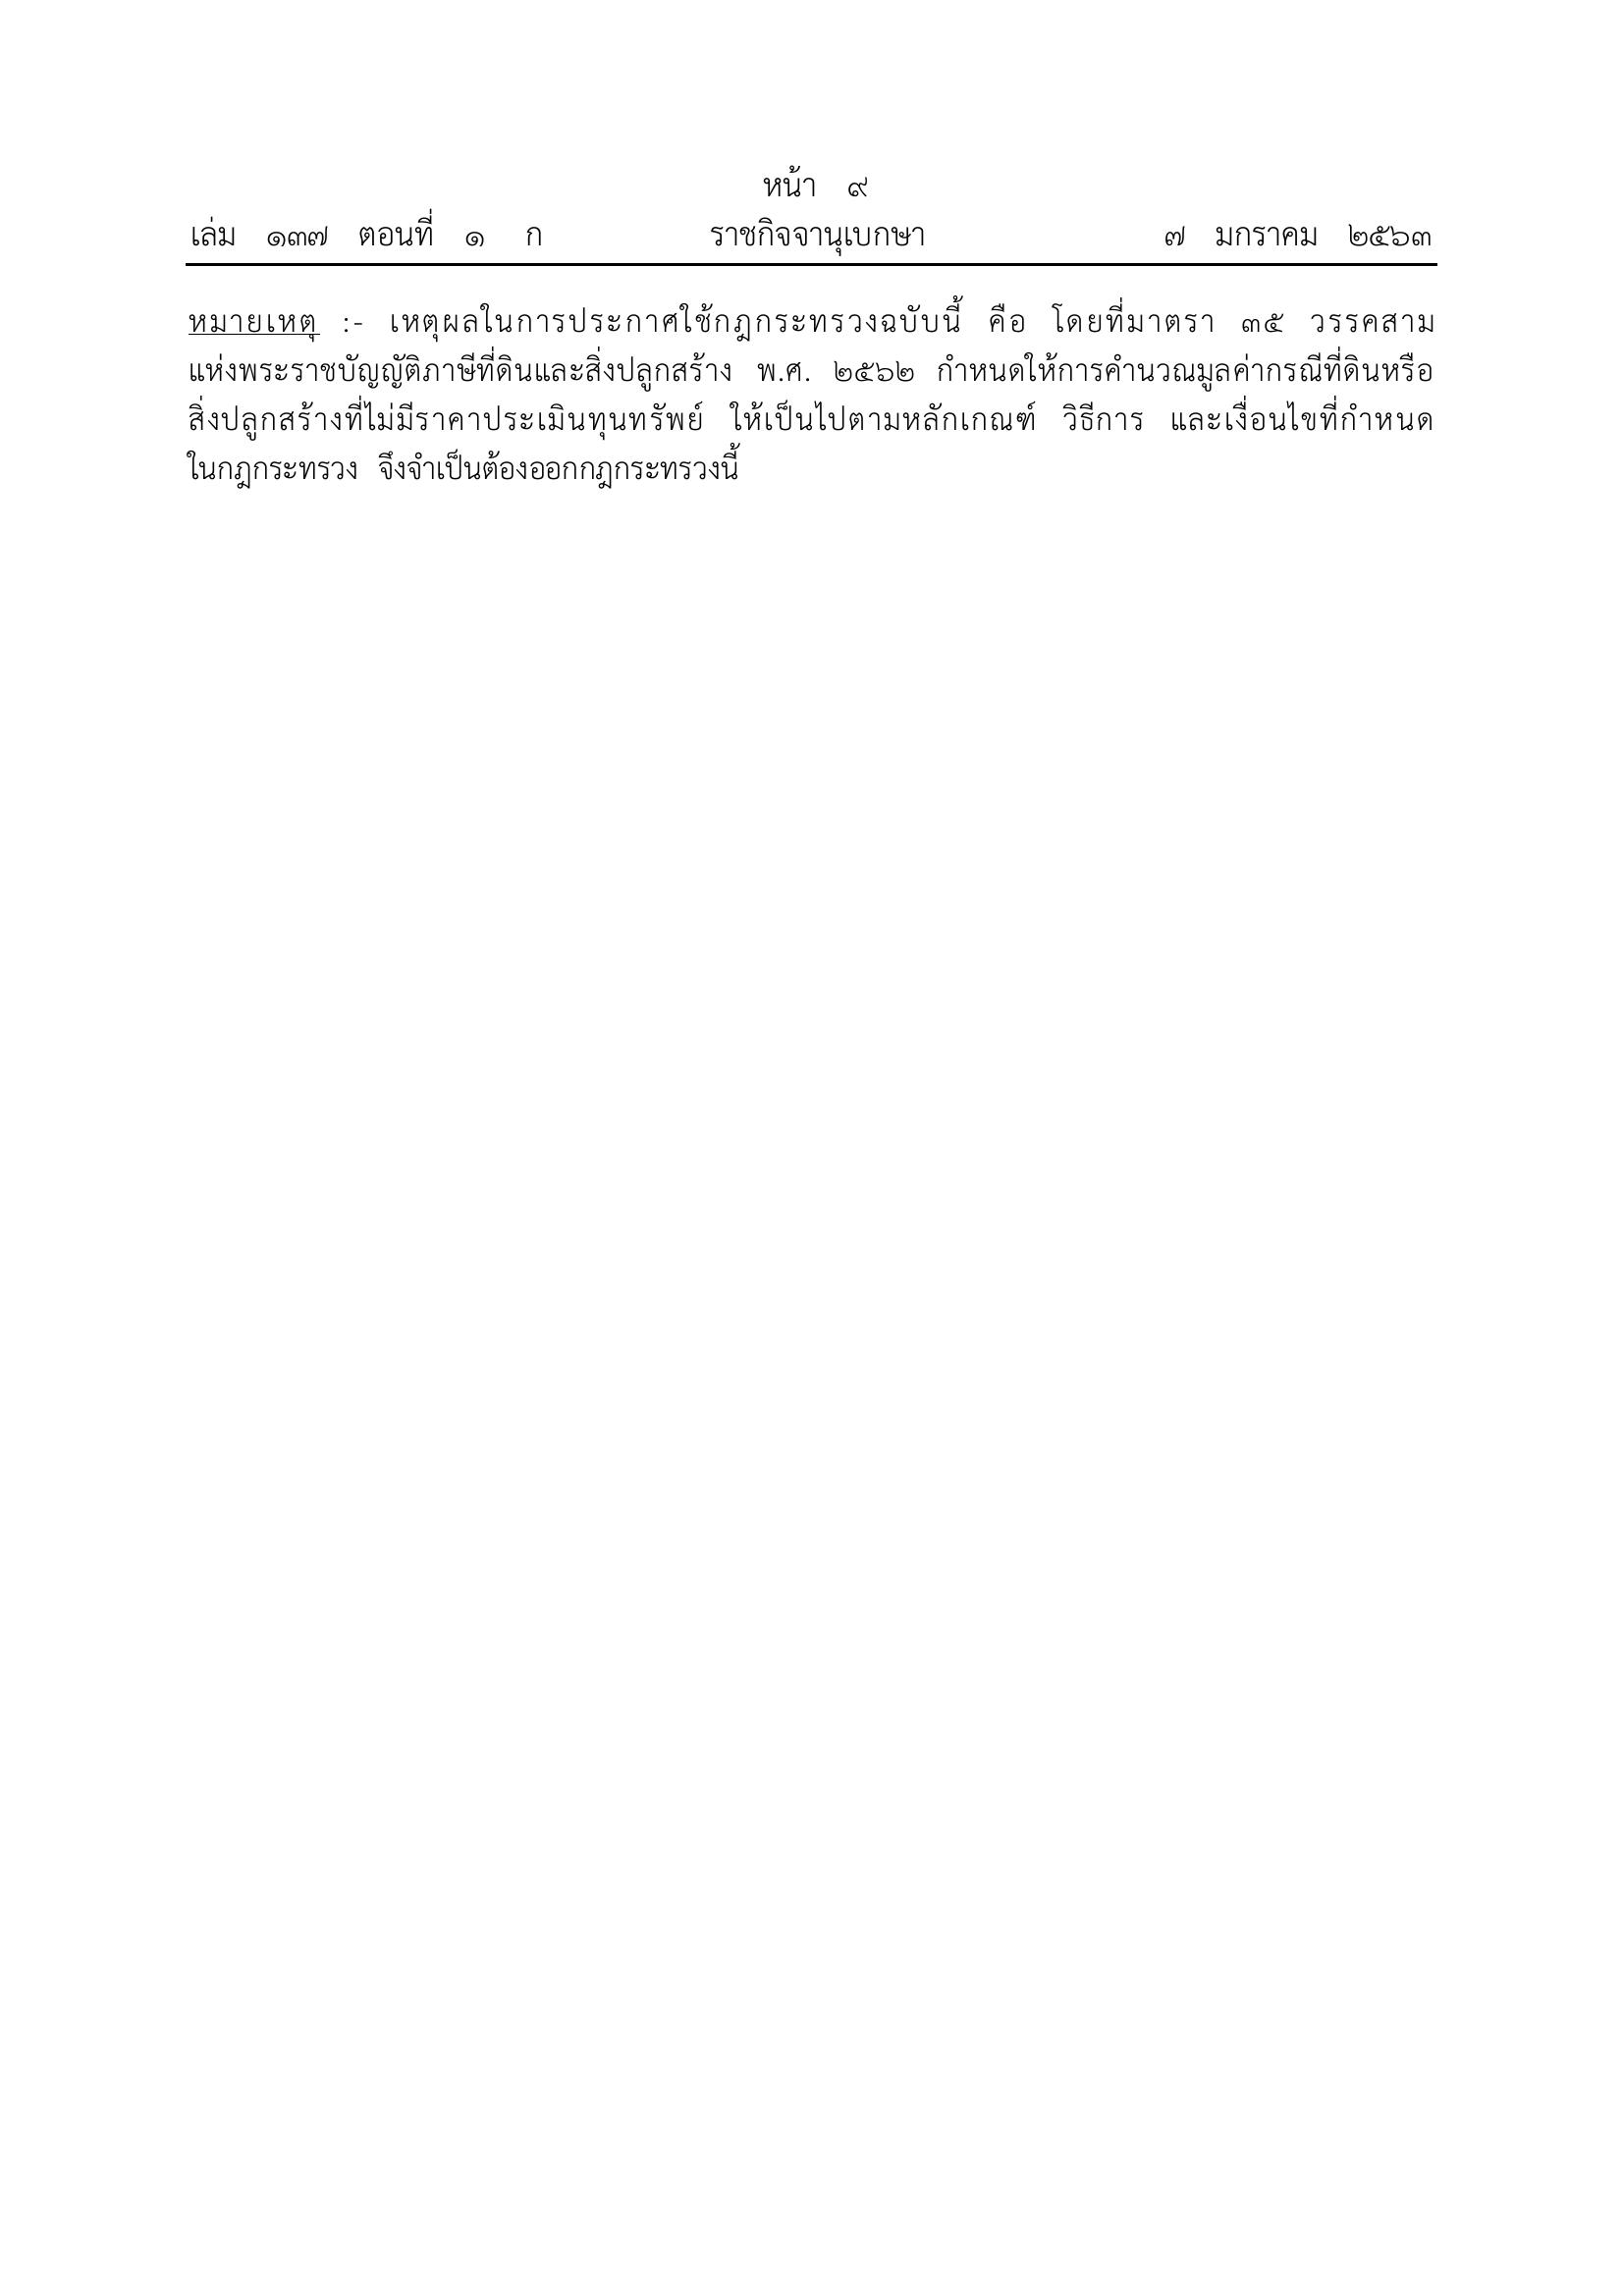 หน้า ๙
เล่ม ๑๓๗ ตอนที่ ๑ ก ราชกิจจานุเบกษา ๗ มกราคม ๒๕๖๓
หมายเหตุ :- เหตุผลในการประกาศใช้กฎกระทรวงฉบับนี้ คือ โดยที่มาตรา ๓๕ วรรคสาม
แห่งพระราชบัญญัติภาษีที่ดินและสิ่งปลูกสร้าง พ.ศ. ๒๕๖๒ กำหนดให้การคำนวณมูลค่ากรณีที่ดินหรือ
สิ่งปลูกสร้างที่ไม่มีราคาประเมินทุนทรัพย์ ให้เป็นไปตามหลักเกณฑ์ วิธีการ และเงื่อนไขที่กำหนด
ในกฎกระทรวง จึงจำเป็นต้องออกกฎกระทรวงนี้